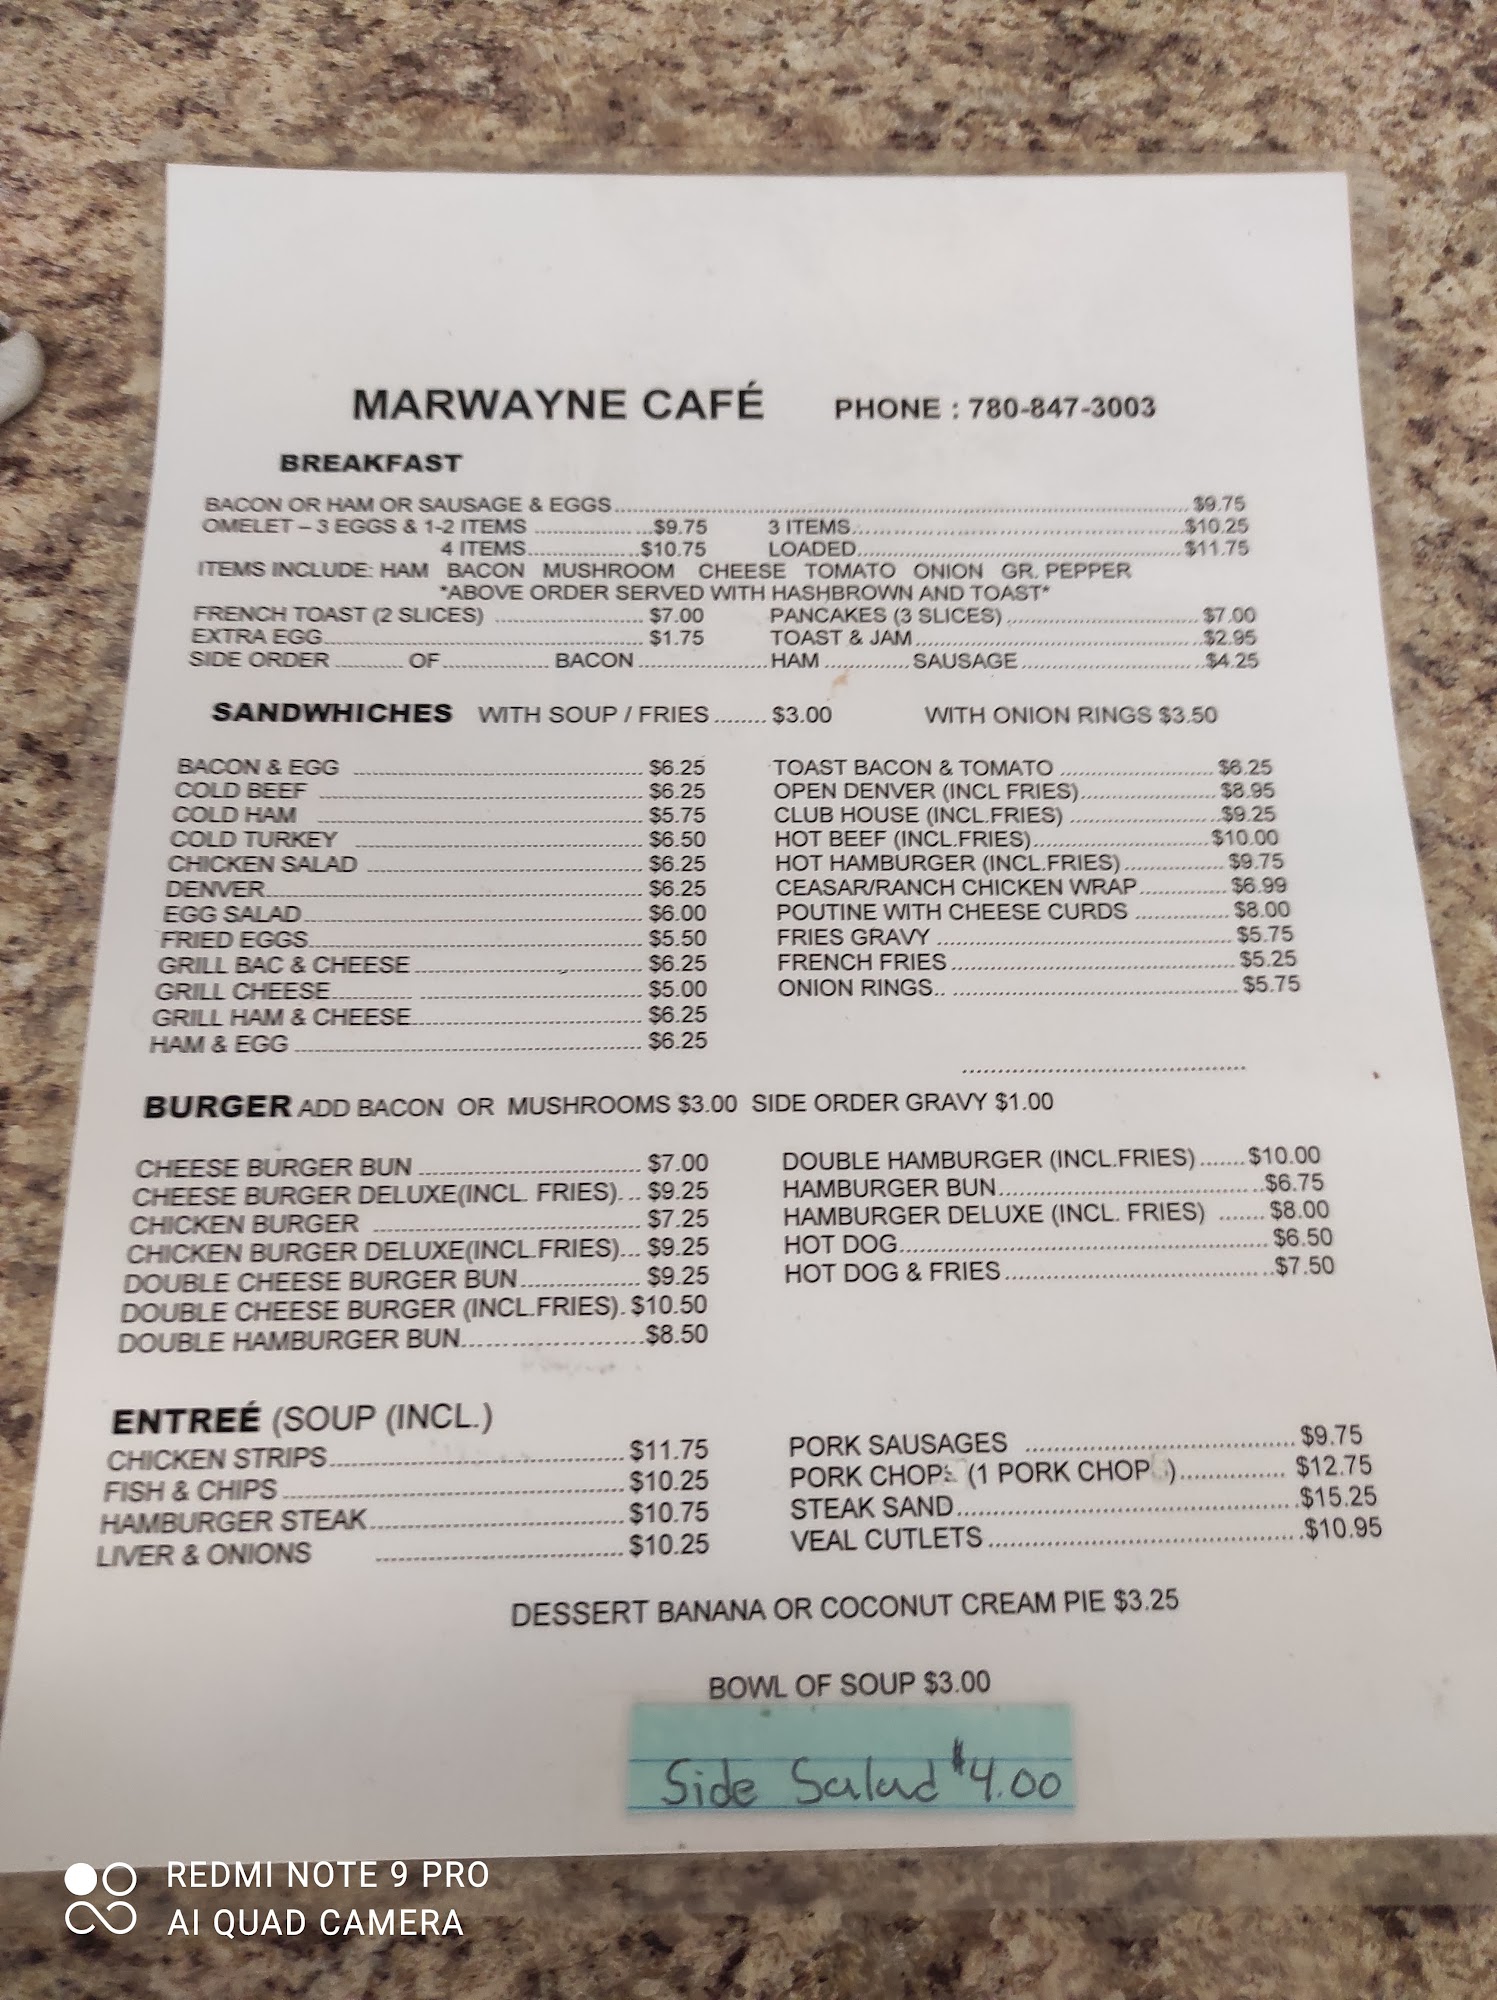 MARWAYNE CAFÉ PHONE : 780-847-3003
BREAKFAST
BACON OR HAM OR SAUSAGE & EGGS $9.75
OMELET – 3 EGGS & 1-2 ITEMS $9.75 3 ITEMS $10.25
4 ITEMS $10.75 LOADED $11.75
ITEMS INCLUDE: HAM BACON MUSHROOM CHEESE TOMATO ONION GR. PEPPER
*ABOVE ORDER SERVED WITH HASHBROWN AND TOAST*
FRENCH TOAST (2 SLICES) $7.00 PANCAKES (3 SLICES) $7.00
EXTRA EGG $1.75 TOAST & JAM $2.95
SIDE ORDER OF BACON HAM SAUSAGE $4.25
SANDWHICHES WITH SOUP / FRIES $3.00 WITH ONION RINGS $3.50
BACON & EGG $6.25 TOAST BACON & TOMATO $6.25
COLD BEEF $6.25 OPEN DENVER (INCL FRIES) $8.95
COLD HAM $5.75 CLUB HOUSE (INCL.FRIES) $9.25
COLD TURKEY $6.50 HOT BEEF (INCL.FRIES) $10.00
CHICKEN SALAD $6.25 HOT HAMBURGER (INCL.FRIES) $9.75
DENVER $6.25 CEASAR/RANCH CHICKEN WRAP $6.99
EGG SALAD $6.00 POUTINE WITH CHEESE CURDS $8.00
FRIED EGGS $5.50 FRIES GRAVY $5.75
GRILL BAC & CHEESE $6.25 FRENCH FRIES $5.25
GRILL CHEESE $5.00 ONION RINGS $5.75
GRILL HAM & CHEESE $6.25
HAM & EGG $6.25
BURGER ADD BACON OR MUSHROOMS $3.00 SIDE ORDER GRAVY $1.00
CHEESE BURGER BUN $7.00 DOUBLE HAMBURGER (INCL.FRIES) $10.00
CHEESE BURGER DELUXE(INCL. FRIES) $9.25 HAMBURGER BUN $6.75
CHICKEN BURGER $7.25 HAMBURGER DELUXE (INCL. FRIES) $8.00
CHICKEN BURGER DELUXE(INCL.FRIES) $9.25 HOT DOG $6.50
DOUBLE CHEESE BURGER BUN $9.25 HOT DOG & FRIES $7.50
DOUBLE CHEESE BURGER (INCL.FRIES). $10.50
DOUBLE HAMBURGER BUN $8.50
ENTREÉ (SOUP (INCL.)
CHICKEN STRIPS $11.75 PORK SAUSAGES $9.75
FISH & CHIPS $10.25 PORK CHOPS (1 PORK CHOP ) $12.75
HAMBURGER STEAK $10.75 STEAK SAND $15.25
LIVER & ONIONS $10.25 VEAL CUTLETS $10.95
DESSERT BANANA OR COCONUT CREAM PIE $3.25
BOWL OF SOUP $3.00
Side Salad $4.00
REDMI NOTE 9 PRO
AI QUAD CAMERA